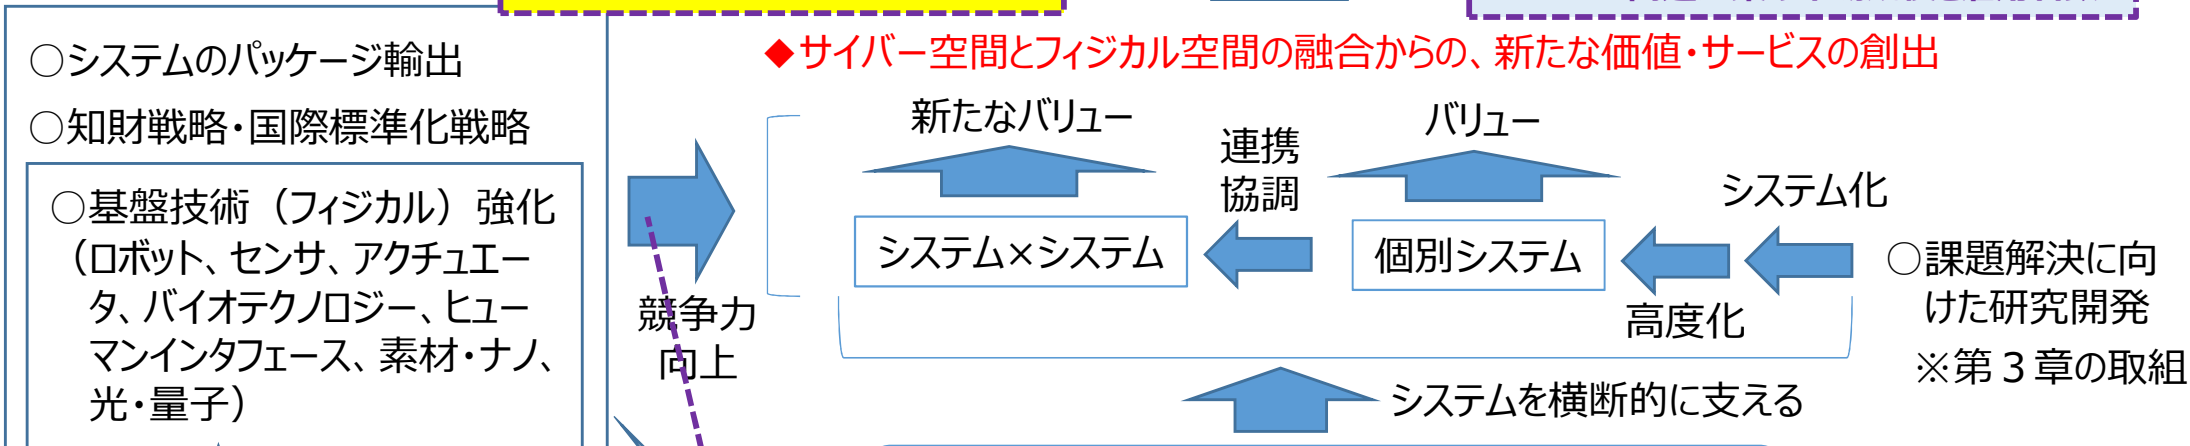 ○システムのパッケージ輸出
○知財戦略・国際標準化戦略
○基盤技術（フィジカル）強化
（ロボット、センサ、アクチュエー
タ、バイオテクノロジー、ヒュー
マンインタフェース、素材・ナノ、
光・量子）
競争力
向上
◆サイバー空間とフィジカル空間の融合からの、新たな価値・サービスの創出
新たなバリュー
連携
協調
バリュー
システム化
システム×システム
個別システム
高度化
○課題解決に向
けた研究開発
※第３章の取組
システムを横断的に支える